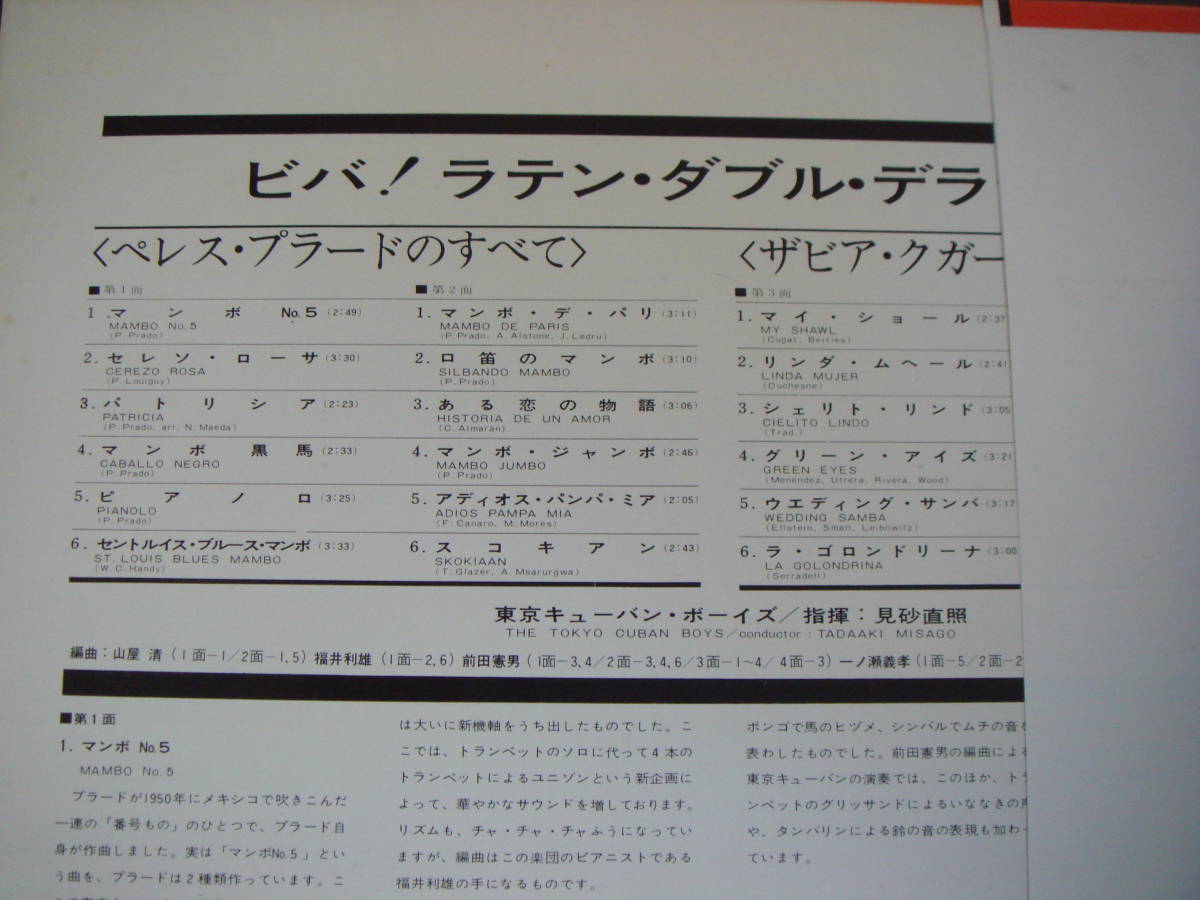 ビバ!ラテン・ダブル・デラ
〈ペレス・プラードのすべて〉
■第1面
1.マンボ No.5 (2:49)
MAMBO No. 5
(P. Prado)
2.セレソ・ローサ (3:30)
CEREZO ROSA
(P. Louiguy)
3.パトリシア (2:23)
PATRICIA
(P. Prado, arr. N. Maeda)
4.マンボ黒馬 (2:33)
CABALLO NEGRO
(P. Prado)
5.ピアノロ (3:25)
PIANOLO
(P. Prado)
6.セントルイス・ブルース・マンボ (3:33)
ST. LOUIS BLUES MAMBO
(W. C. Handy)
■第2面
1.マンボ・デ・パリ (3:11)
MAMBO DE PARIS
(P. Prado, A. Alstone, J. Ledru)
2.口笛のマンボ (3:10)
SILBANDO MAMBO
(P. Prado)
3.ある恋の物語 (3:06)
HISTORIA DE UN AMOR
(C. Almaran)
4.マンボ・ジャンボ (2:46)
MAMBO JUMBO
(P. Prado)
5.アディオス・パンパ・ミア (2:05)
ADIOS PAMPA MIA
(F. Canaro, M. Mores)
6.スコキアン (2:43)
SKOKIAAN
(T. Glazer, A. Msarurgwa)
〈ザビア・クガー
■第3面
1.マイ・ショール (2:37
MY SHAWL
(Cugat, Berries)
2.リンダ・ムヘール (2:41
LINDA MUJER
(Duchesne)
3.シェリト・リンド (3:05
CIELITO LINDO
(Trad.)
4.グリーン・アイズ (3:21
GREEN EYES
(Menendez, Utrera, Rivera, Wood)
5.ウエディング・サンバ (3:17
WEDDING SAMBA
(Ellstein, Small, Leibowitz)
6.ラ・ゴロンドリーナ (3:00
LA GOLONDRINA
(Serradell)
東京キューバン・ボーイズ/指揮:見砂直照
THE TOKYO CUBAN BOYS/conductor : TADAAKI MISAGO
編曲:山屋 清(1面−1/2面−1,5)福井利雄(1面−2,6)前田憲男(1面−3,4/2面−3,4,6/3面−1〜4/4面−3)一ノ瀬義孝(1面−5/2面−2
■第1面
1. マンボ No.5
MAMBO No. 5
プラードが1950年にメキシコで吹きこんだ
一連の「番号もの」のひとつで、プラード自
身が作曲しました。実は「マンボNo.5」とい
う曲を、プラードは2種類作っています。こ
は大いに新機軸をうち出したものでした。こ
こでは、トランペットのソロに代って4本の
トランペットによるユニゾンという新企画に
よって、華やかなサウンドを増しております。
リズムも、チャ・チャ・チャふうになってい
ますが、編曲はこの楽団のピアニストである
福井利雄の手になるものです。
ボンゴで馬のヒヅメ、シンバルでムチの音を
表わしたものでした。前田憲男の編曲によ
東京キューバンの演奏では、このほか、トラ
ンペットのグリッサンドによるいななきの声
や、タンバリンによる鈴の音の表現も加わっ
ています。